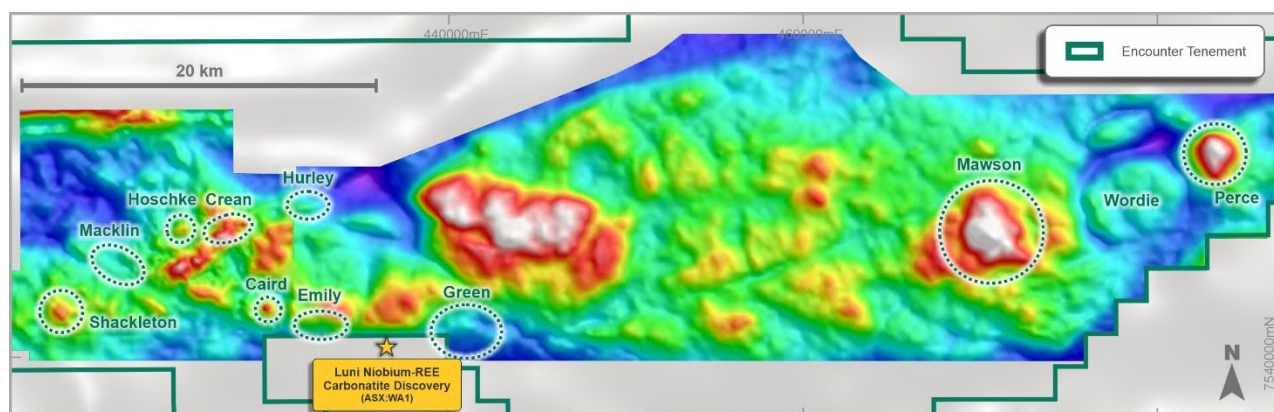 440000mE
460000mE
Encounter Tenement
20 km
Hurley
Mawson
Hoschke
Crean
Wordie
Perce
Macklin
Caird
Emily
Green
Shackleton
Luni Niobium-REE
Carbonatite Discovery
(ASX:WA1)
N
7540000mN